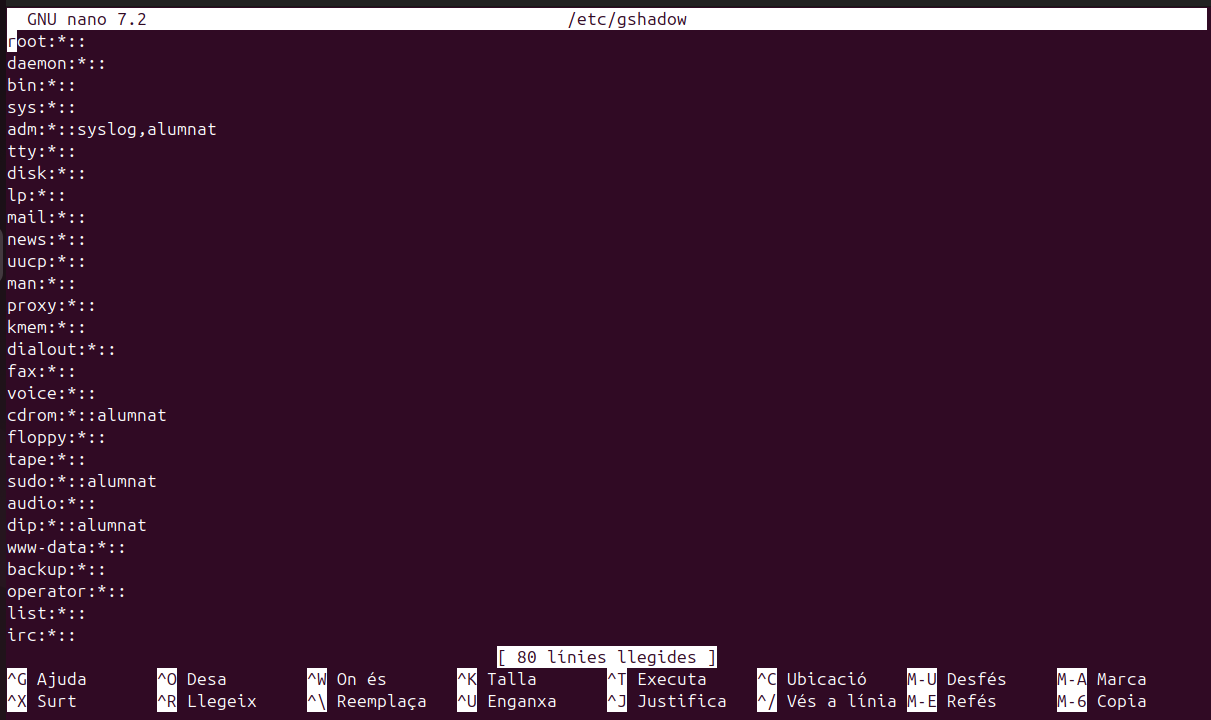 GNU nano 7.2 /etc/gshadow
root:*::
daemon:*::
bin:*::
sys:*::
adm:*::syslog,alumnat
tty:*::
disk:*::
lp:*::
mail:*::
news:*::
uucp:*::
man:*::
proxy:*::
kmem:*::
dialout:*::
fax:*::
voice:*::
cdrom:*::alumnat
floppy:*::
tape:*::
sudo:*::alumnat
audio:*::
dip:*::alumnat
www-data:*::
backup:*::
operator:*::
list:*::
irc:*::
[ 80 línies llegides ]
^G Ajuda ^O Desa ^W On és ^K Talla ^T Executa ^C Ubicació M-U Desfés M-A Marca
^X Surt ^R Llegeix ^\ Reemplaça ^U Enganxa ^J Justifica ^/ Vés a línia M-E Refés M-6 Copia